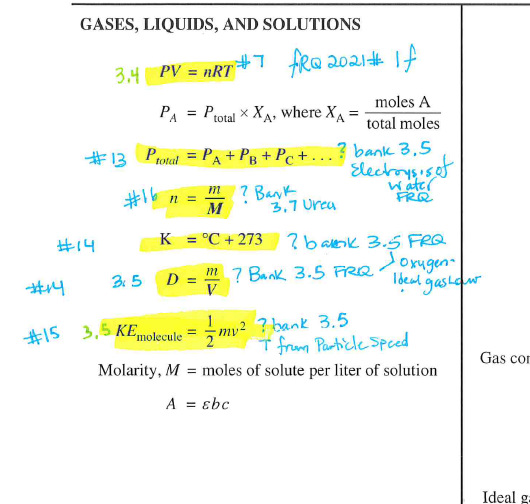 GASES, LIQUIDS, AND SOLUTIONS
3.4 PV = nRT #7 FRQ 2021 # 1f
P_A = P_total × X_A, where X_A = moles A / total moles
#13 P_total = P_A + P_B + P_C + . . . ? bank 3.5
Electroysis of
water
FRQ
#16 n = m / M ? Bank
3.7 Urea
#14 K = °C + 273 ? bank 3.5 FRQ
#14 3.5 D = m / V ? Bank 3.5 FRQ Oxygen-
Ideal gas Law
#15 3.5 KE_molecule = 1/2 mv² ? bank 3.5
T from Particle Speed
Molarity, M = moles of solute per liter of solution
Gas con
A = εbc
Ideal ga